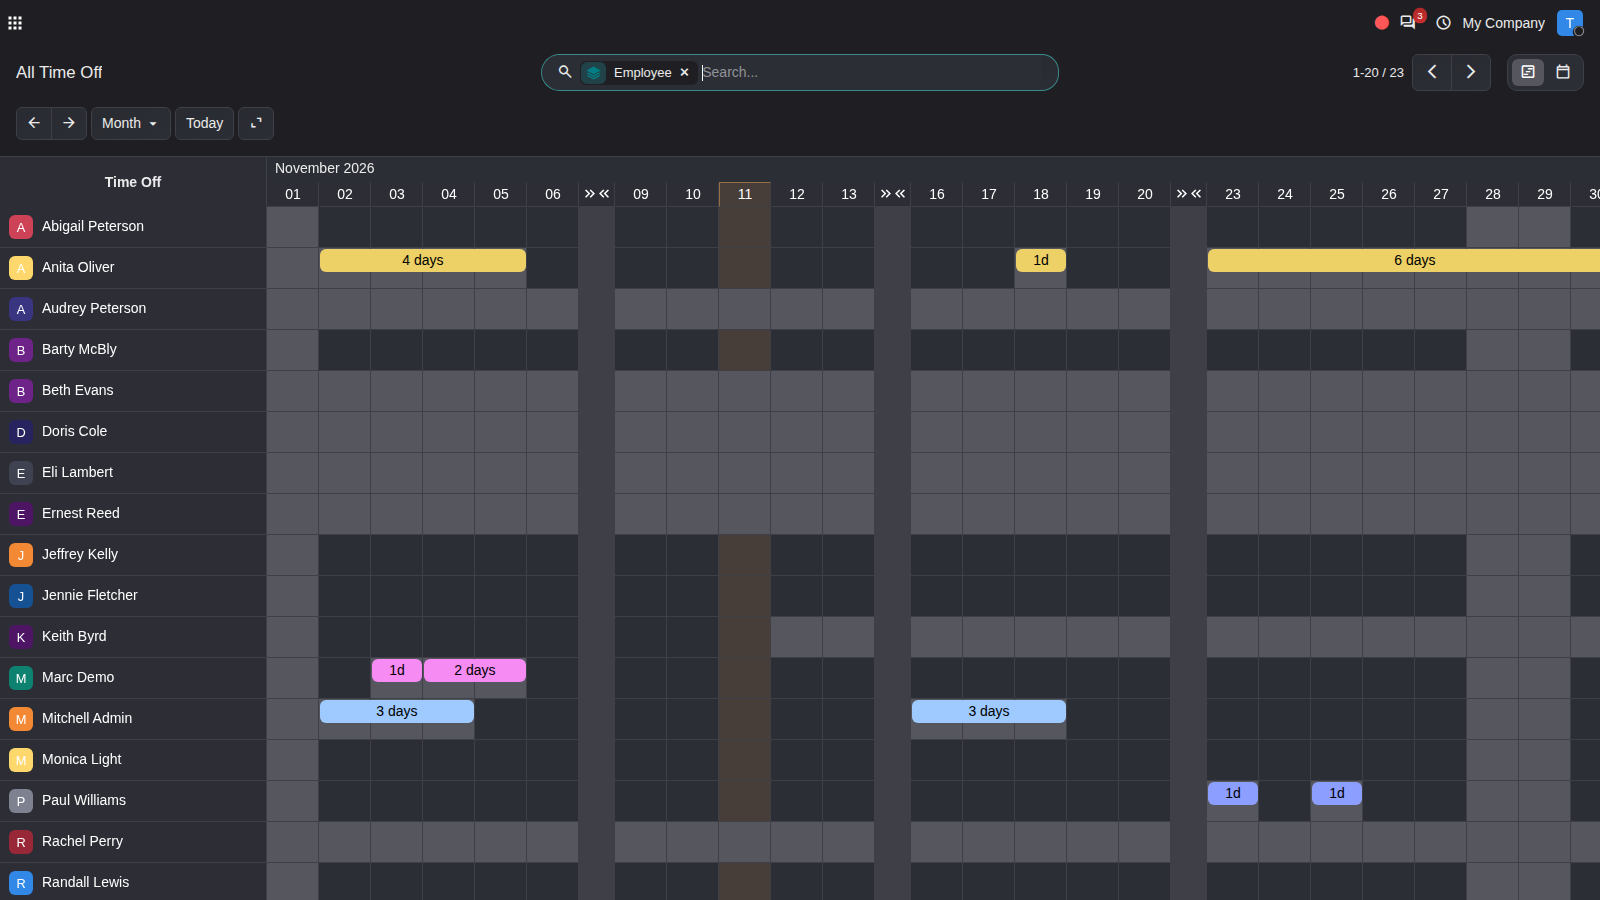 3 My Company T
All Time Off Employee Search... 1-20 / 23
Month Today
Time Off November 2026
01 02 03 04 05 06 09 10 11 12 13 16 17 18 19 20 23 24 25 26 27 28 29 30
A Abigail Peterson
A Anita Oliver 4 days 1d 6 days
A Audrey Peterson
B Barty McBly
B Beth Evans
D Doris Cole
E Eli Lambert
E Ernest Reed
J Jeffrey Kelly
J Jennie Fletcher
K Keith Byrd
M Marc Demo 1d 2 days
M Mitchell Admin 3 days 3 days
M Monica Light
P Paul Williams 1d 1d
R Rachel Perry
R Randall Lewis